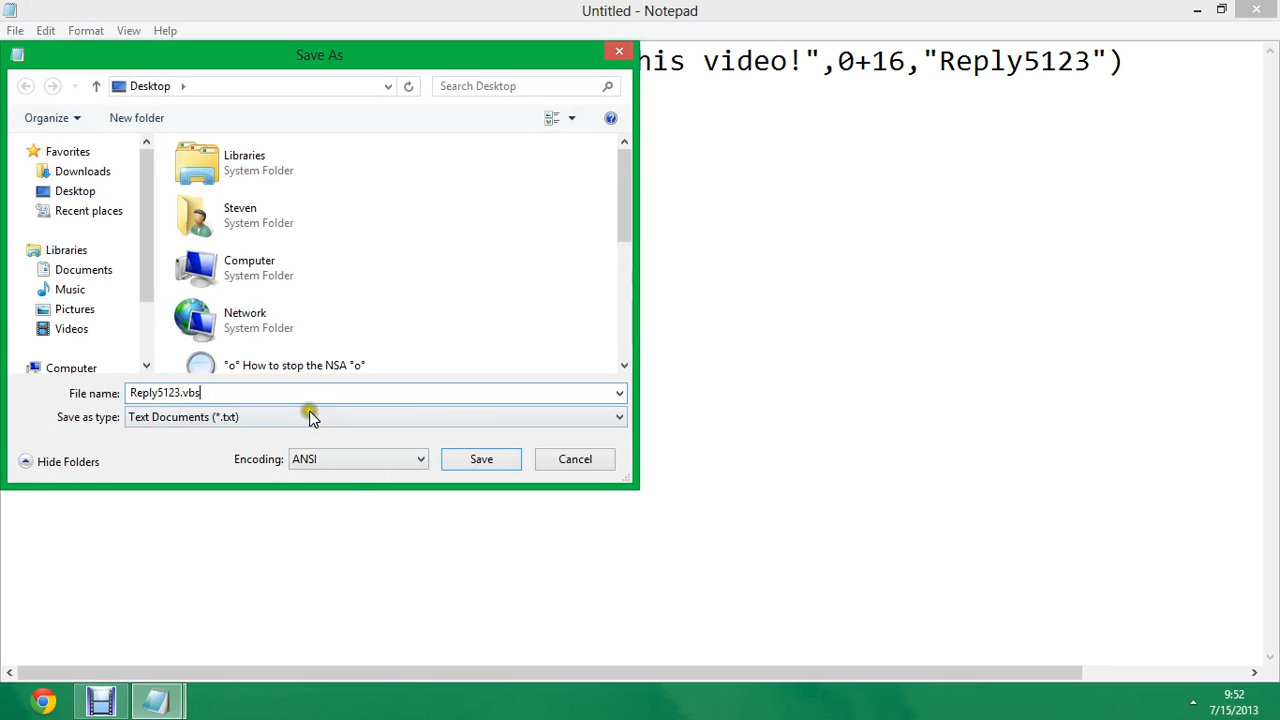 Untitled - Notepad
File Edit Format View Help
his video!",0+16,"Reply5123")
Save As
Desktop
Search Desktop
Organize New folder
Favorites
Downloads
Desktop
Recent places
Libraries
Documents
Music
Pictures
Videos
Computer
Libraries
System Folder
Steven
System Folder
Computer
System Folder
Network
System Folder
°o° How to stop the NSA °o°
File name: Reply5123.vbs
Save as type: Text Documents (*.txt)
Hide Folders Encoding: ANSI Save Cancel
9:52
7/15/2013